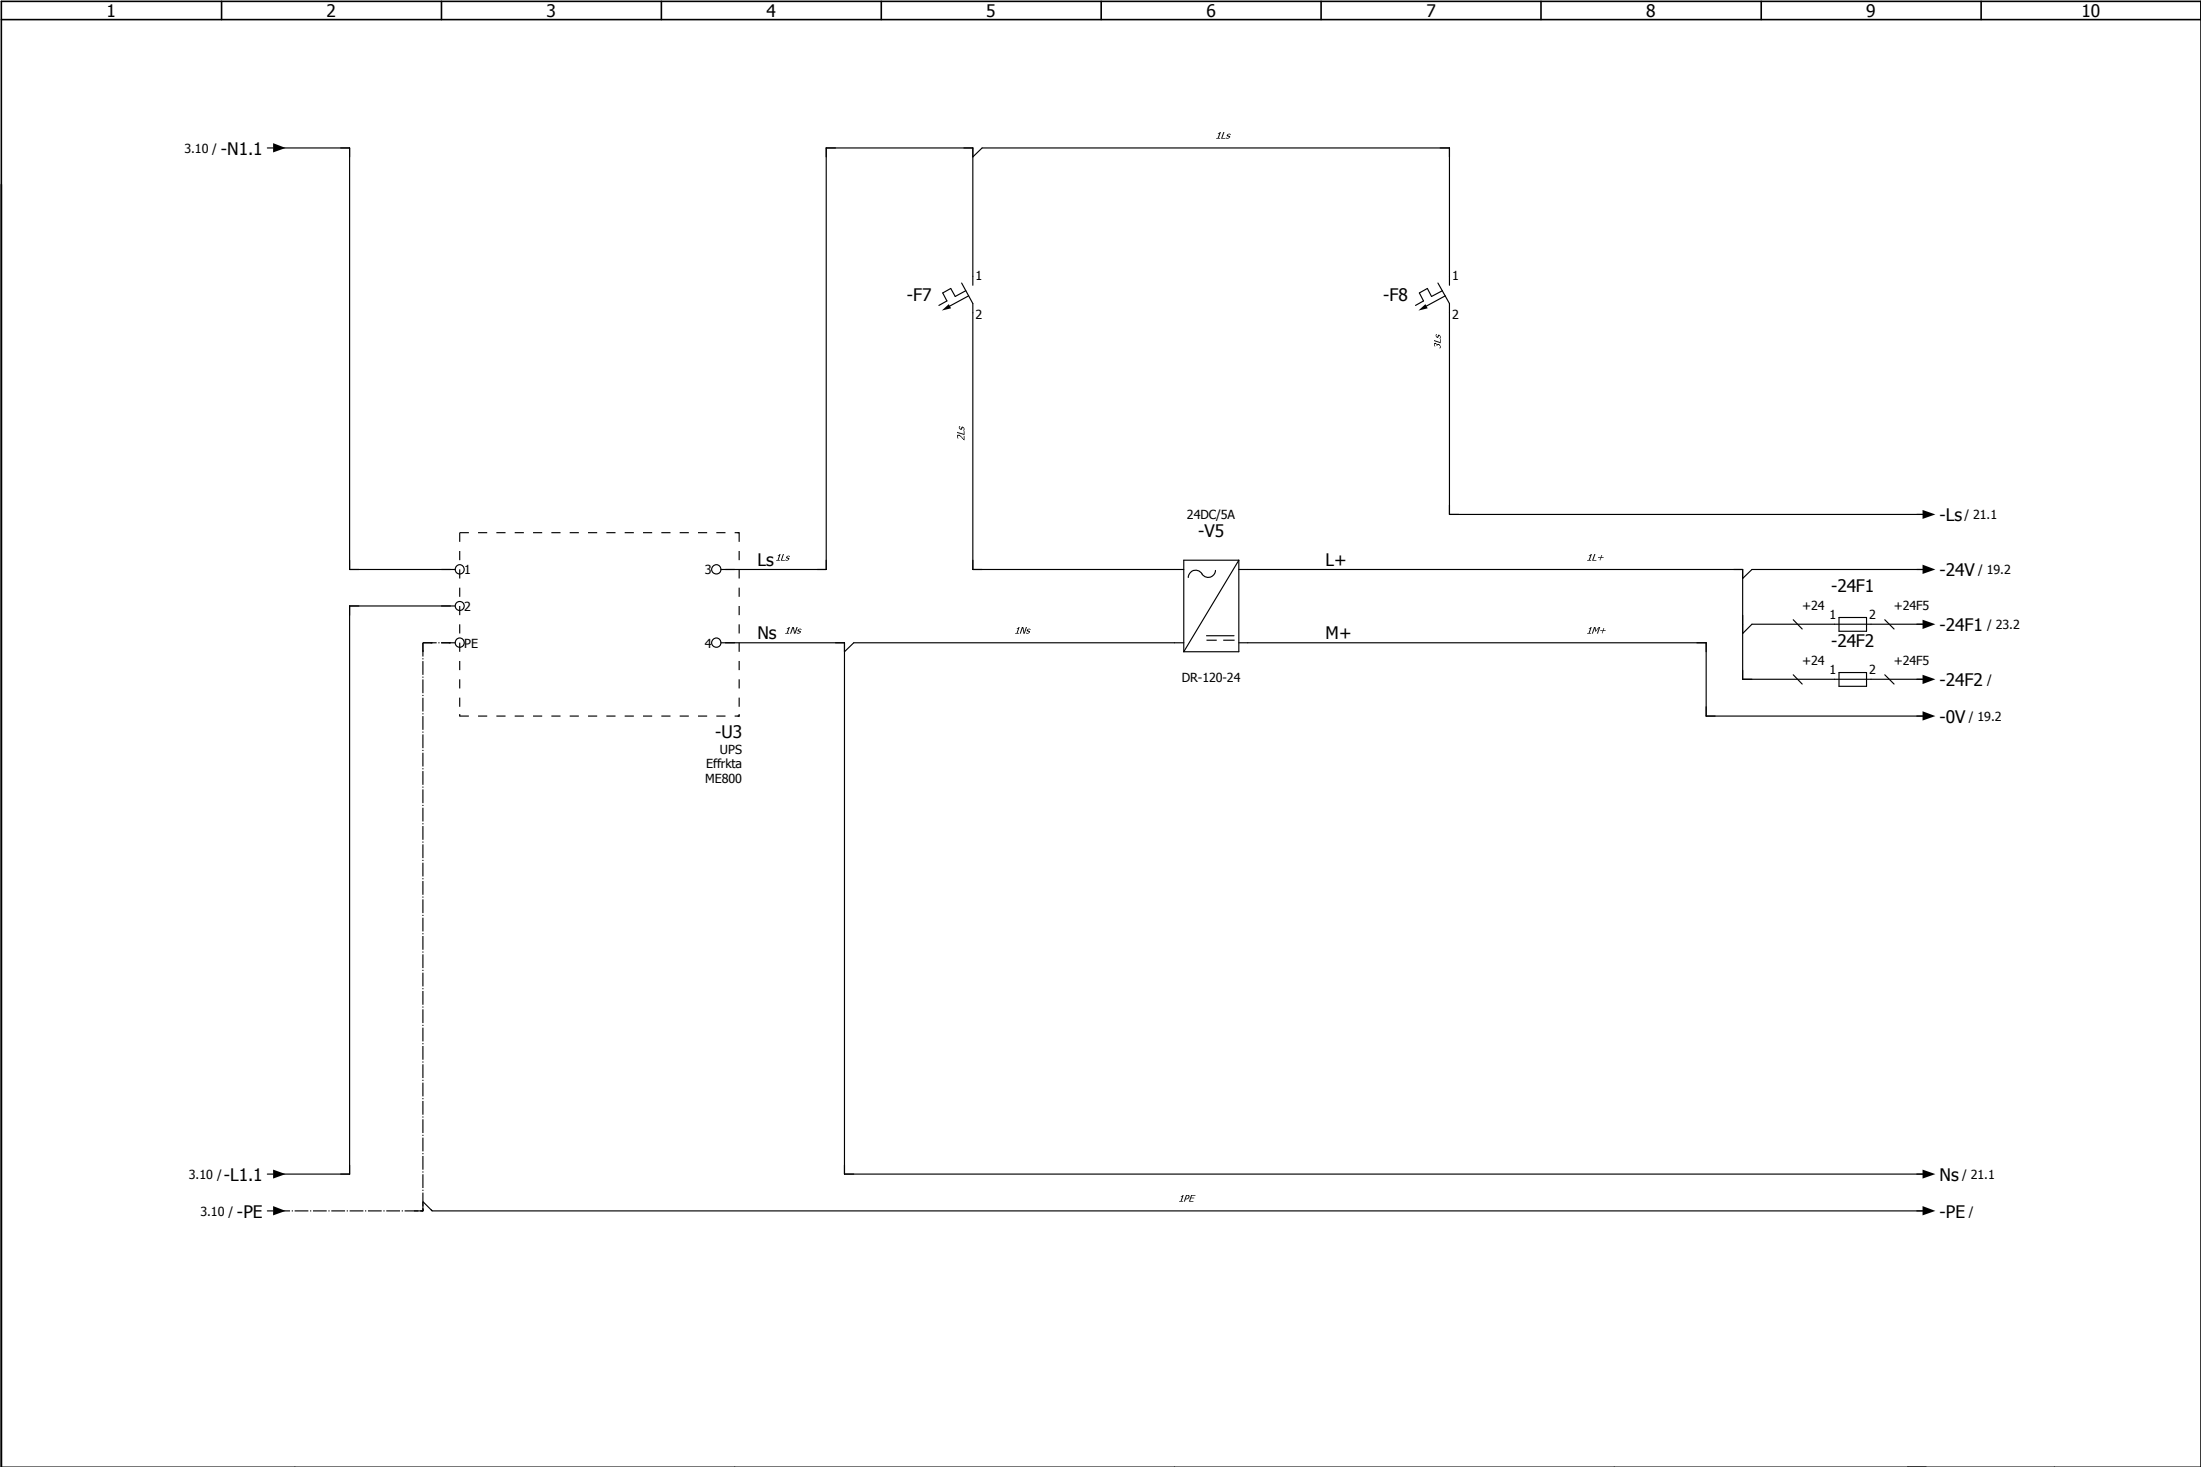 1 2 3 4 5 6 7 8 9 10
1Ls
3.10 / -N1.1
1
-F7
2
1
-F8
2
3Ls
2Ls
24DC/5A
-V5
-Ls / 21.1
1
3
Ls 1Ls
L+
1L+
-24V / 19.2
-24F1
2
+24 1 2 +24F5
-24F1 / 23.2
PE
4
Ns 1Ns
1Ns
M+
1M+
-24F2
+24 1 2 +24F5
-24F2 /
DR-120-24
-0V / 19.2
-U3
UPS
Effrkta
ME800
3.10 / -L1.1
Ns / 21.1
1PE
3.10 / -PE
-PE /